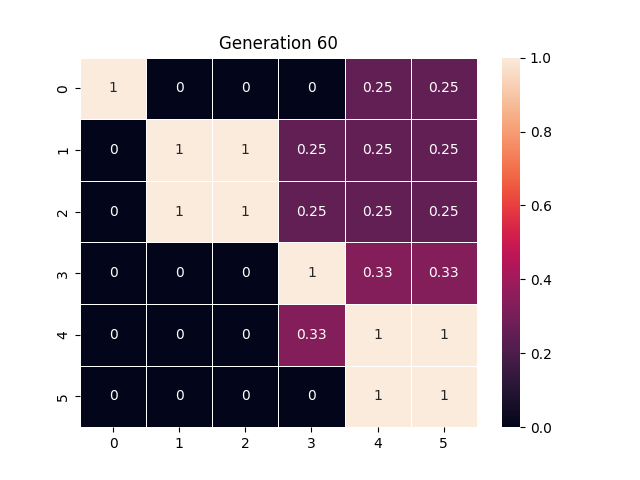 Generation 60
0 1 0 0 0 0.25 0.25
1 0 1 1 0.25 0.25 0.25
2 0 1 1 0.25 0.25 0.25
3 0 0 0 1 0.33 0.33
4 0 0 0 0.33 1 1
5 0 0 0 0 1 1
0 1 2 3 4 5
1.0
0.8
0.6
0.4
0.2
0.0